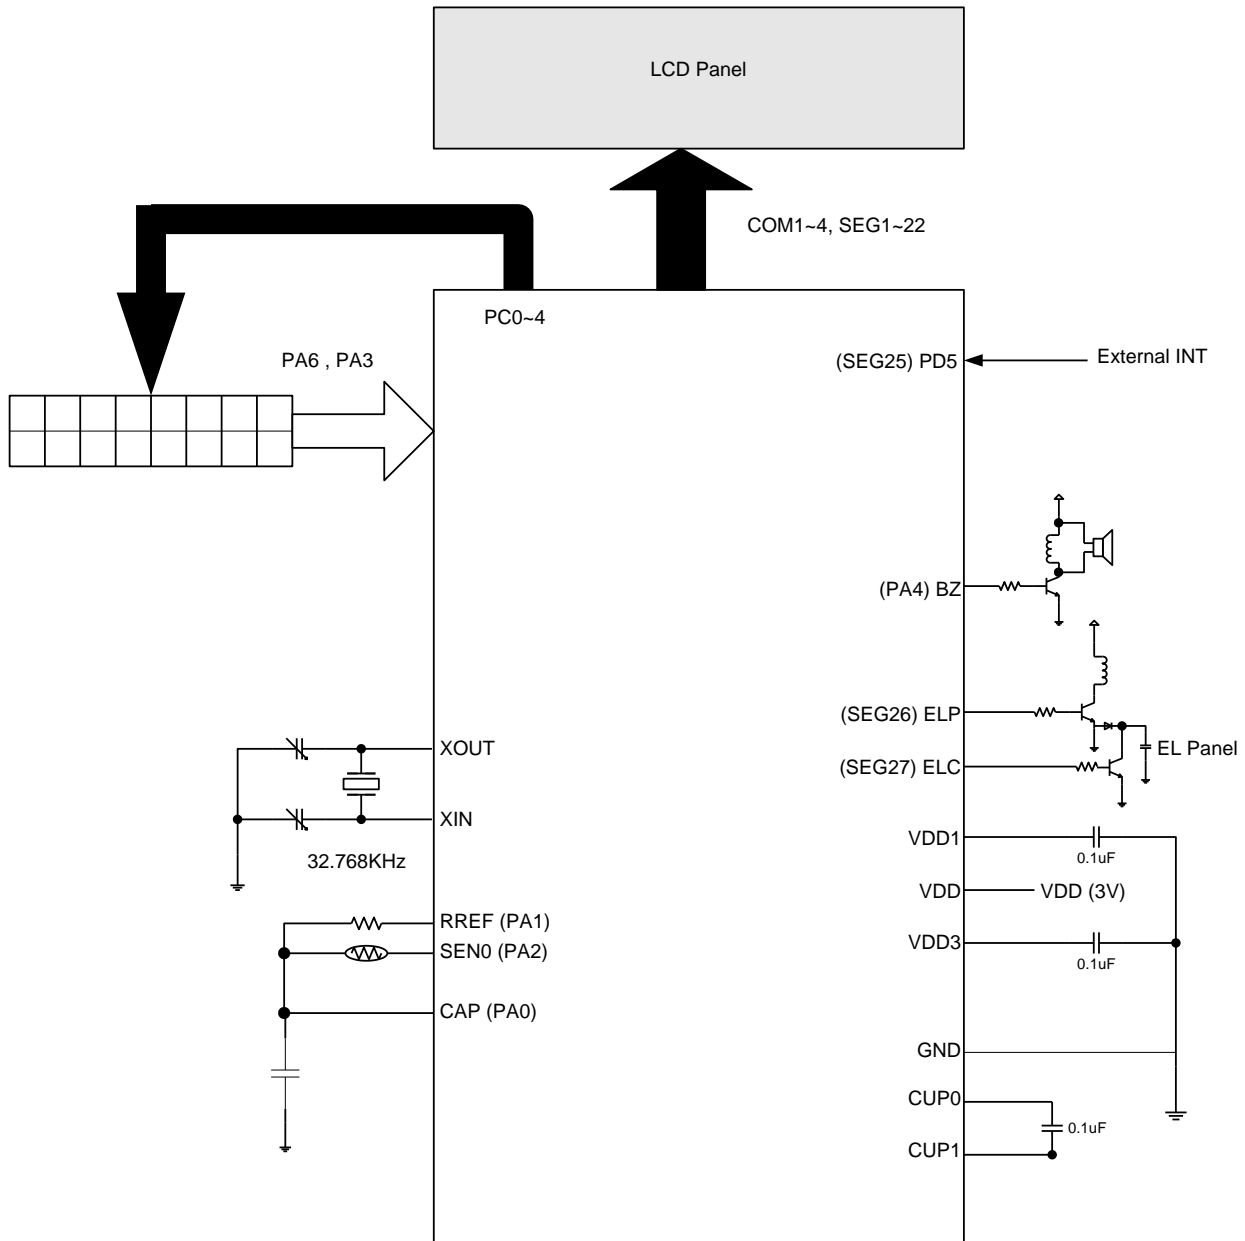 LCD Panel
COM1~4, SEG1~22
PC0~4
PA6 , PA3
(SEG25) PD5
External INT
(PA4) BZ
(SEG26) ELP
XOUT
(SEG27) ELC
EL Panel
XIN
32.768KHz
VDD1
0.1uF
VDD
VDD (3V)
RREF (PA1)
SEN0 (PA2)
VDD3
0.1uF
CAP (PA0)
GND
CUP0
0.1uF
CUP1